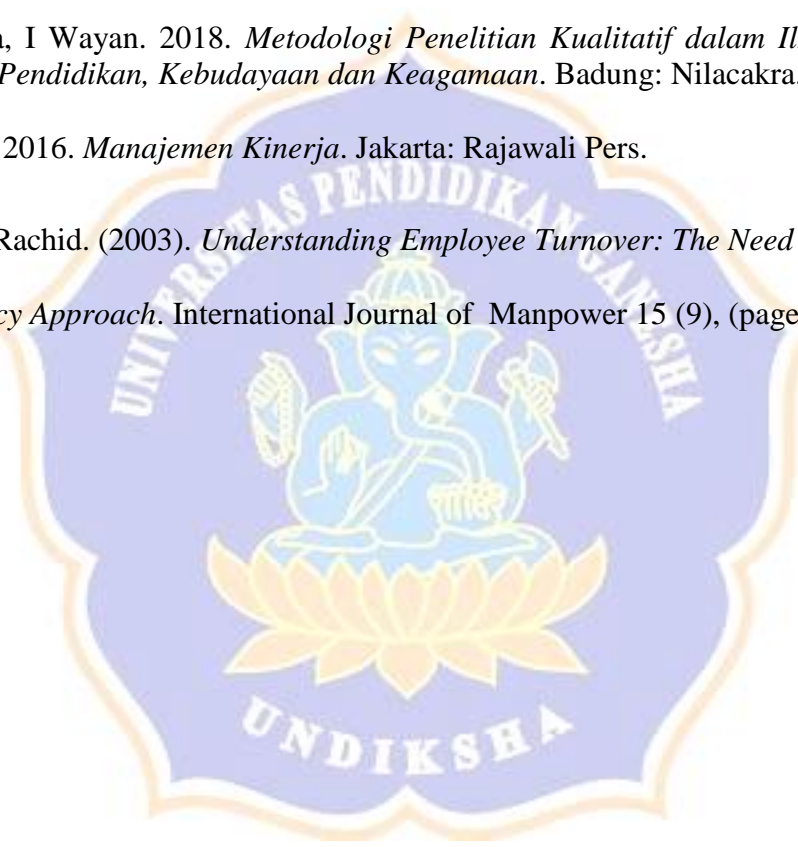 a, I Wayan. 2018. Metodologi Penelitian Kualitatif dalam Il
Pendidikan, Kebudayaan dan Keagamaan. Badung: Nilacakra.
2016. Manajemen Kinerja. Jakarta: Rajawali Pers.
Rachid. (2003). Understanding Employee Turnover: The Need
cy Approach. International Journal of Manpower 15 (9), (page
UNIVERSITAS PENDIDIKAN GANESHA
UNDIKSHA